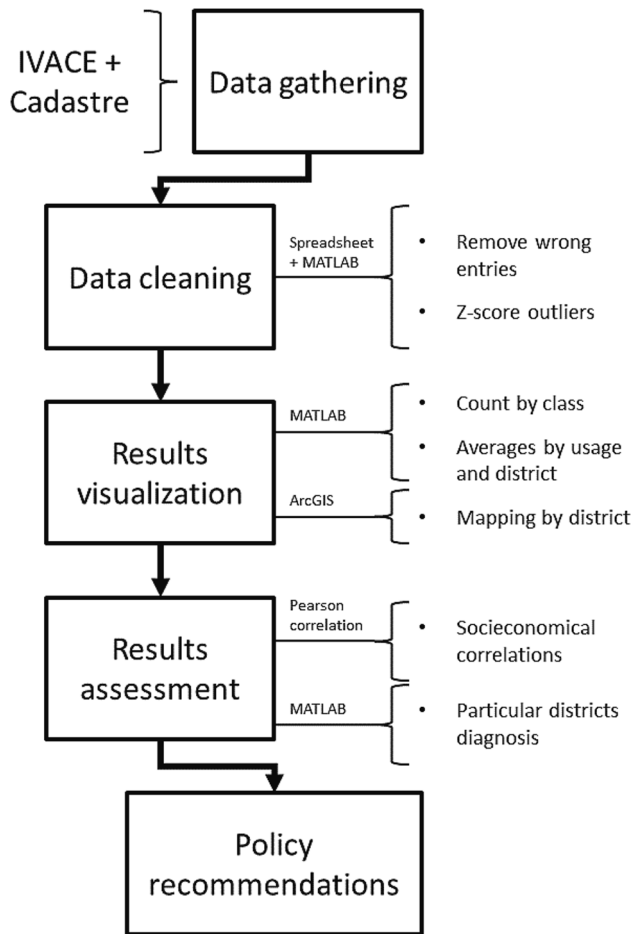 IVACE +
Cadastre
Data gathering
Data cleaning
Spreadsheet
+ MATLAB
• Remove wrong
entries
• Z-score outliers
Results
visualization
MATLAB
• Count by class
• Averages by usage
and district
ArcGIS
• Mapping by district
Results
assessment
Pearson
correlation
• Socieconomical
correlations
MATLAB
• Particular districts
diagnosis
Policy
recommendations